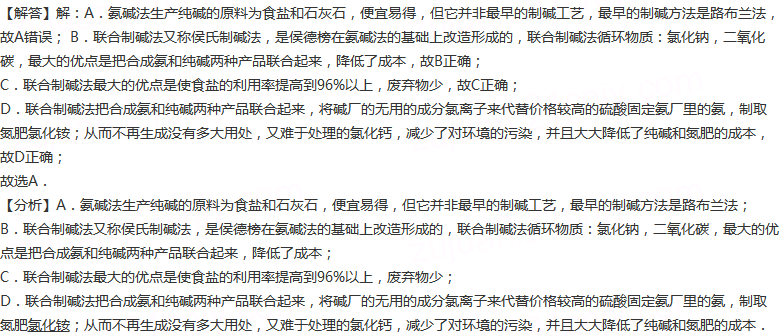 【解答】解：A．氨碱法生产纯碱的原料为食盐和石灰石，便宜易得，但它并非最早的制碱工艺，最早的制碱方法是路布兰法，
故A错误； B．联合制碱法又称侯氏制碱法，是侯德榜在氨碱法的基础上改造形成的，联合制碱法循环物质：氯化钠，二氧化
碳，最大的优点是把合成氨和纯碱两种产品联合起来，降低了成本，故B正确；
C．联合制碱法最大的优点是使食盐的利用率提高到96%以上，废弃物少，故C正确；
D．联合制碱法把合成氨和纯碱两种产品联合起来，将碱厂的无用的成分氯离子来代替价格较高的硫酸固定氨厂里的氨，制取
氮肥氯化铵；从而不再生成没有多大用处，又难于处理的氯化钙，减少了对环境的污染，并且大大降低了纯碱和氮肥的成本，
故D正确；
故选A．
【分析】A．氨碱法生产纯碱的原料为食盐和石灰石，便宜易得，但它并非最早的制碱工艺，最早的制碱方法是路布兰法；
B．联合制碱法又称侯氏制碱法，是侯德榜在氨碱法的基础上改造形成的，联合制碱法循环物质：氯化钠，二氧化碳，最大的优
点是把合成氨和纯碱两种产品联合起来，降低了成本；
C．联合制碱法最大的优点是使食盐的利用率提高到96%以上，废弃物少；
D．联合制碱法把合成氨和纯碱两种产品联合起来，将碱厂的无用的成分氯离子来代替价格较高的硫酸固定氨厂里的氨，制取
氮肥氯化铵；从而不再生成没有多大用处，又难于处理的氯化钙，减少了对环境的污染，并且大大降低了纯碱和氮肥的成本．